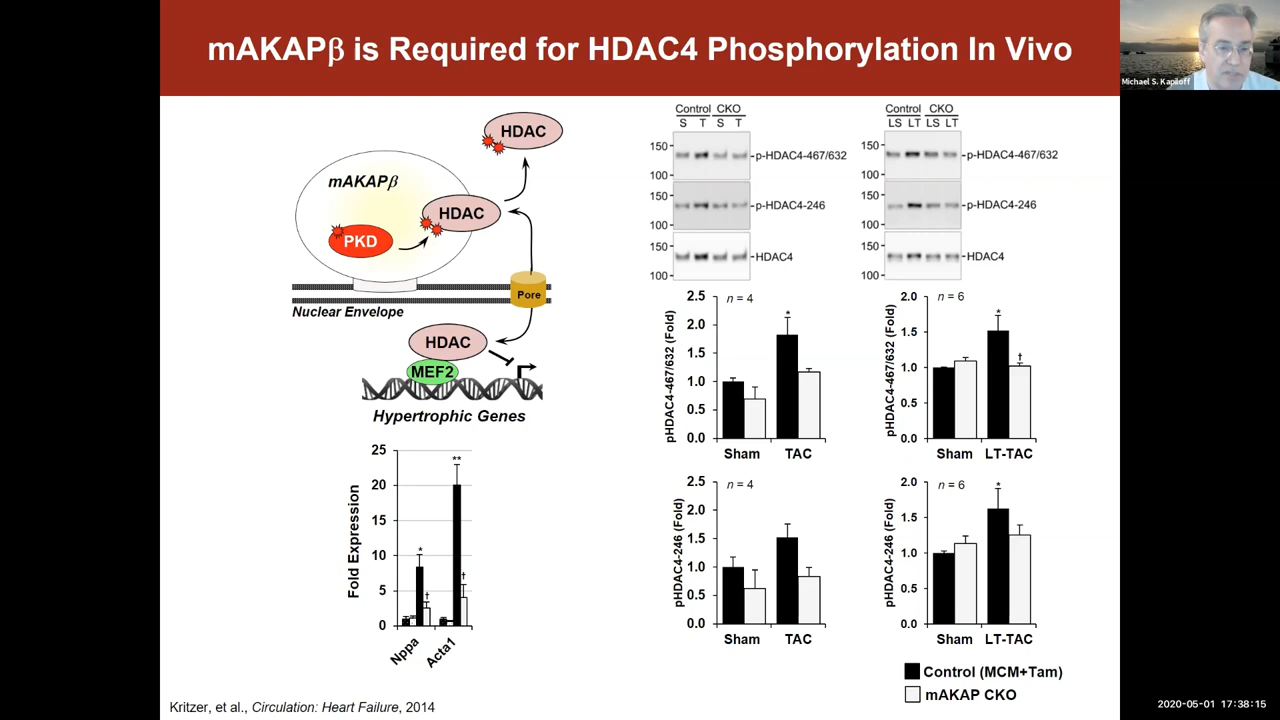 mAKAPβ is Required for HDAC4 Phosphorylation In Vivo
Michael S. Kapiloff
HDAC
mAKAPβ
HDAC
PKD
Pore
Nuclear Envelope
HDAC
MEF2
Hypertrophic Genes
Control CKO
S T S T
150
100
p-HDAC4-467/632
150
100
p-HDAC4-246
150
100
HDAC4
Control CKO
LS LT LS LT
150
100
p-HDAC4-467/632
150
100
p-HDAC4-246
150
100
HDAC4
pHDAC4-467/632 (Fold)
2.5
2.0
1.5
1.0
0.5
0.0
n = 4
*
Sham TAC
pHDAC4-467/632 (Fold)
2.0
1.5
1.0
0.5
0.0
n = 6
*
†
Sham LT-TAC
Fold Expression
25
20
15
10
5
0
*
†
**
†
Nppa Acta1
pHDAC4-246 (Fold)
2.5
2.0
1.5
1.0
0.5
0.0
n = 4
Sham TAC
pHDAC4-246 (Fold)
2.0
1.5
1.0
0.5
0.0
n = 6
*
Sham LT-TAC
Control (MCM+Tam)
mAKAP CKO
Kritzer, et al., Circulation: Heart Failure, 2014
2020-05-01 17:38:15